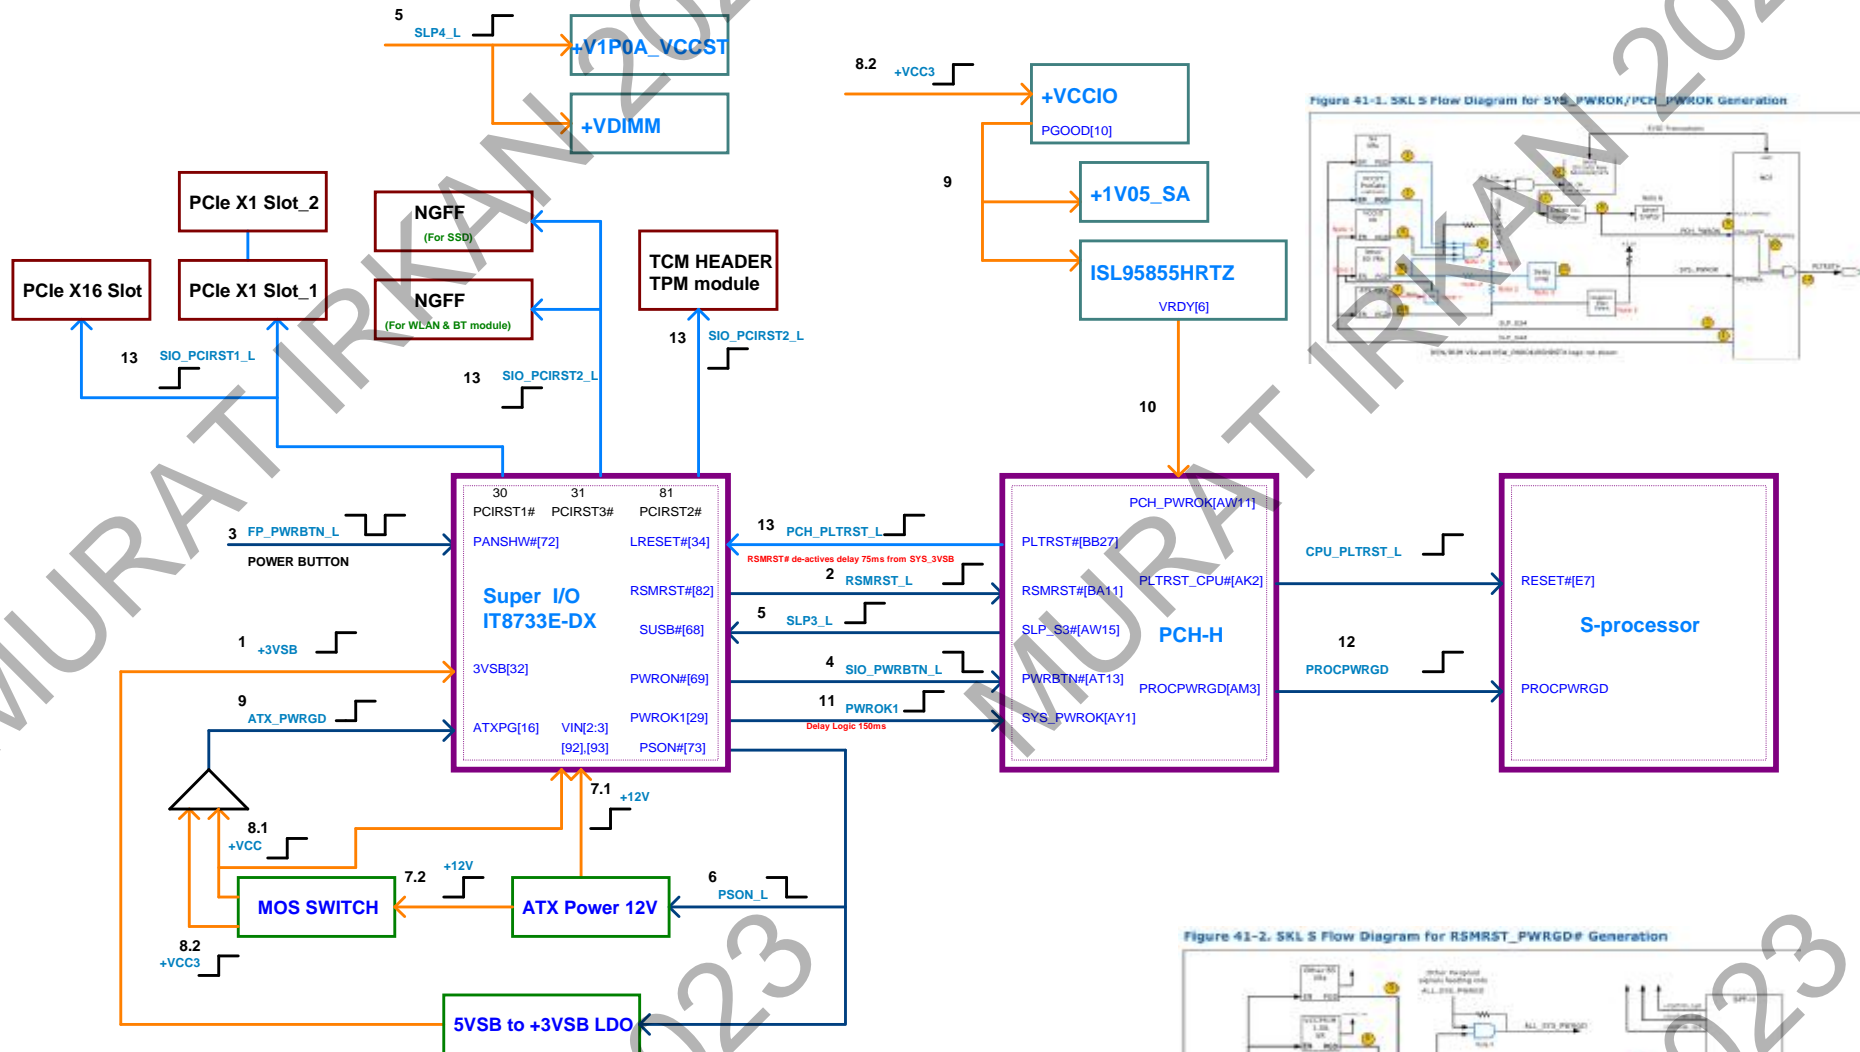 5
SLP4_L
+V1P0A_VCCST
+VDIMM
8.2
+VCC3
+VCCIO
PGOOD[10]
9
+1V05_SA
ISL95855HRTZ
VRDY[6]
10
Figure 41-1. SKL S Flow Diagram for SYS_PWROK/PCH_PWROK Generation
PCIe X1 Slot_2
PCIe X16 Slot
PCIe X1 Slot_1
NGFF
(For SSD)
NGFF
(For WLAN & BT module)
TCM HEADER
TPM module
13
SIO_PCIRST1_L
13
SIO_PCIRST2_L
13
SIO_PCIRST2_L
30
31
81
PCIRST1#
PCIRST3#
PCIRST2#
3
FP_PWRBTN_L
POWER BUTTON
PANSHW#[72]
LRESET#[34]
Super I/O
IT8733E-DX
RSMRST#[82]
SUSB#[68]
1
+3VSB
3VSB[32]
PWRON#[69]
9
ATX_PWRGD
ATXPG[16]
VIN[2:3]
[92],[93]
PWROK1[29]
PSON#[73]
13
PCH_PLTRST_L
RSMRST# de-actives delay 75ms from SYS_3VSB
2
RSMRST_L
5
SLP3_L
4
SIO_PWRBTN_L
11
PWROK1
Delay Logic 150ms
PCH_PWROK[AW11]
PLTRST#[BB27]
PLTRST_CPU#[AK2]
RSMRST#[BA11]
SLP_S3#[AW15]
PCH-H
PWRBTN#[AT13]
PROCPWRGD[AM3]
SYS_PWROK[AY1]
CPU_PLTRST_L
12
PROCPWRGD
RESET#[E7]
S-processor
PROCPWRGD
7.1
+12V
8.1
+VCC
7.2
+12V
6
PSON_L
MOS SWITCH
ATX Power 12V
8.2
+VCC3
5VSB to +3VSB LDO
Figure 41-2. SKL S Flow Diagram for RSMRST_PWRGD# Generation
MURAT IRKAN 2023
MURAT IRKAN 202
023
023